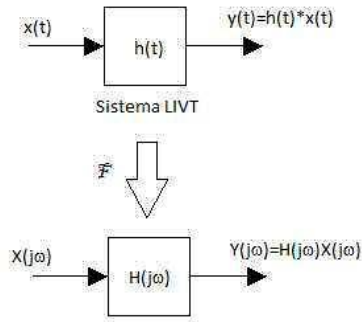 x(t)
h(t)
y(t)=h(t)*x(t)
Sistema LIVT
𝓕
X(jω)
H(jω)
Y(jω)=H(jω)X(jω)